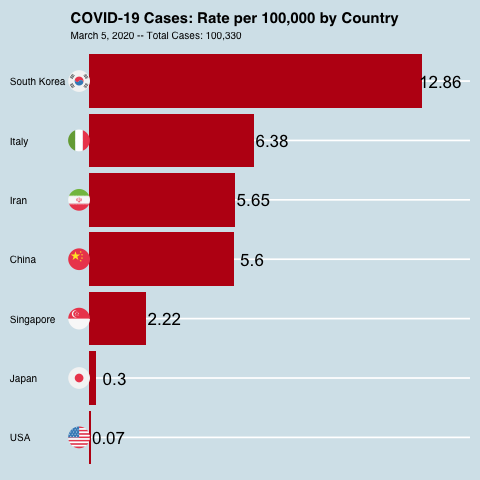 COVID-19 Cases: Rate per 100,000 by Country
March 5, 2020 -- Total Cases: 100,330
South Korea 12.86
Italy 6.38
Iran 5.65
China 5.6
Singapore 2.22
Japan 0.3
USA 0.07